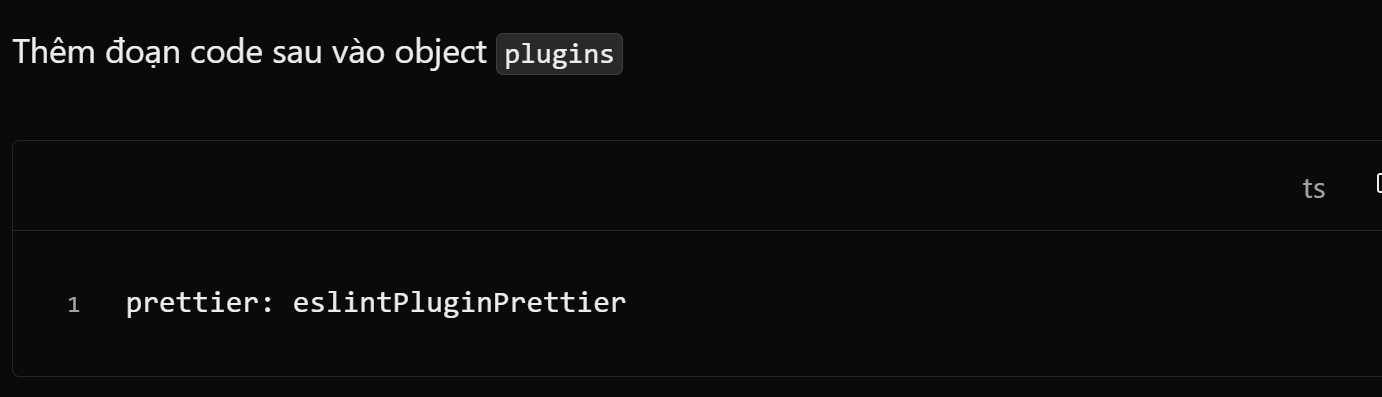 Thêm đoạn code sau vào object plugins
ts
1 prettier: eslintPluginPrettier